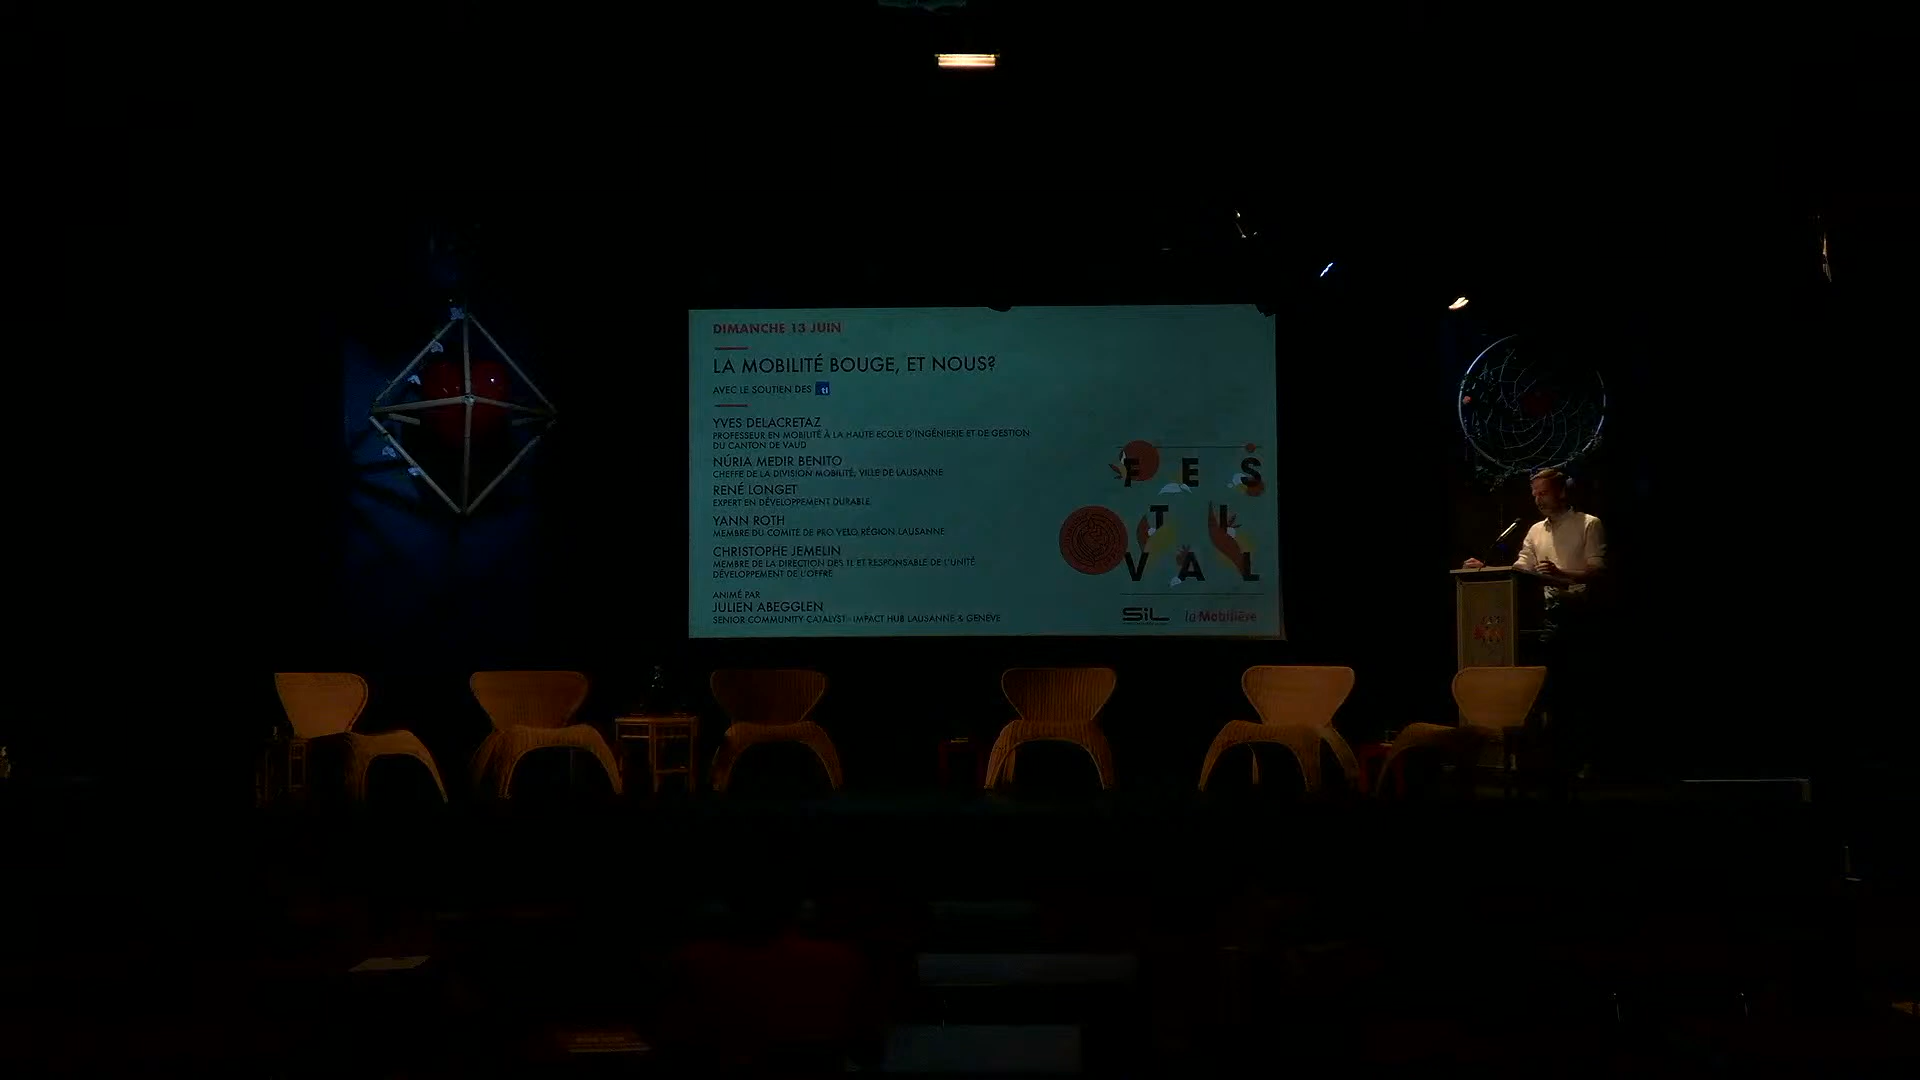 DIMANCHE 13 JUIN
LA MOBILITÉ BOUGE, ET NOUS?
AVEC LE SOUTIEN DES tl
YVES DELACRETAZ
PROFESSEUR EN MOBILITÉ À LA HAUTE ECOLE D'INGÉNIERIE ET DE GESTION
DU CANTON DE VAUD
NÚRIA MEDIR BENITO
CHEFFE DE LA DIVISION MOBILITÉ, VILLE DE LAUSANNE
RENÉ LONGET
EXPERT EN DÉVELOPPEMENT DURABLE
YANN ROTH
MEMBRE DU COMITÉ DE PRO VELO RÉGION LAUSANNE
CHRISTOPHE JEMELIN
MEMBRE DE LA DIRECTION DES TL ET RESPONSABLE DE L'UNITÉ
DÉVELOPPEMENT DE L'OFFRE
ANIMÉ PAR
JULIEN ABEGGLEN
SENIOR COMMUNITY CATALYST - IMPACT HUB LAUSANNE & GENÈVE
FES
TI
VAL
SiL
la Mobilière